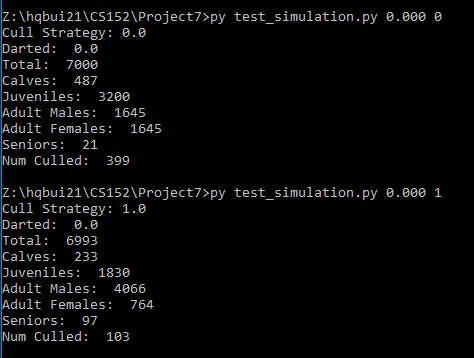 Z:\hqbui21\CS152\Project7>py test_simulation.py 0.000 0
Cull Strategy: 0.0
Darted:  0.0
Total:  7000
Calves:  487
Juveniles:  3200
Adult Males:  1645
Adult Females:  1645
Seniors:  21
Num Culled:  399
Z:\hqbui21\CS152\Project7>py test_simulation.py 0.000 1
Cull Strategy: 1.0
Darted:  0.0
Total:  6993
Calves:  233
Juveniles:  1830
Adult Males:  4066
Adult Females:  764
Seniors:  97
Num Culled:  103